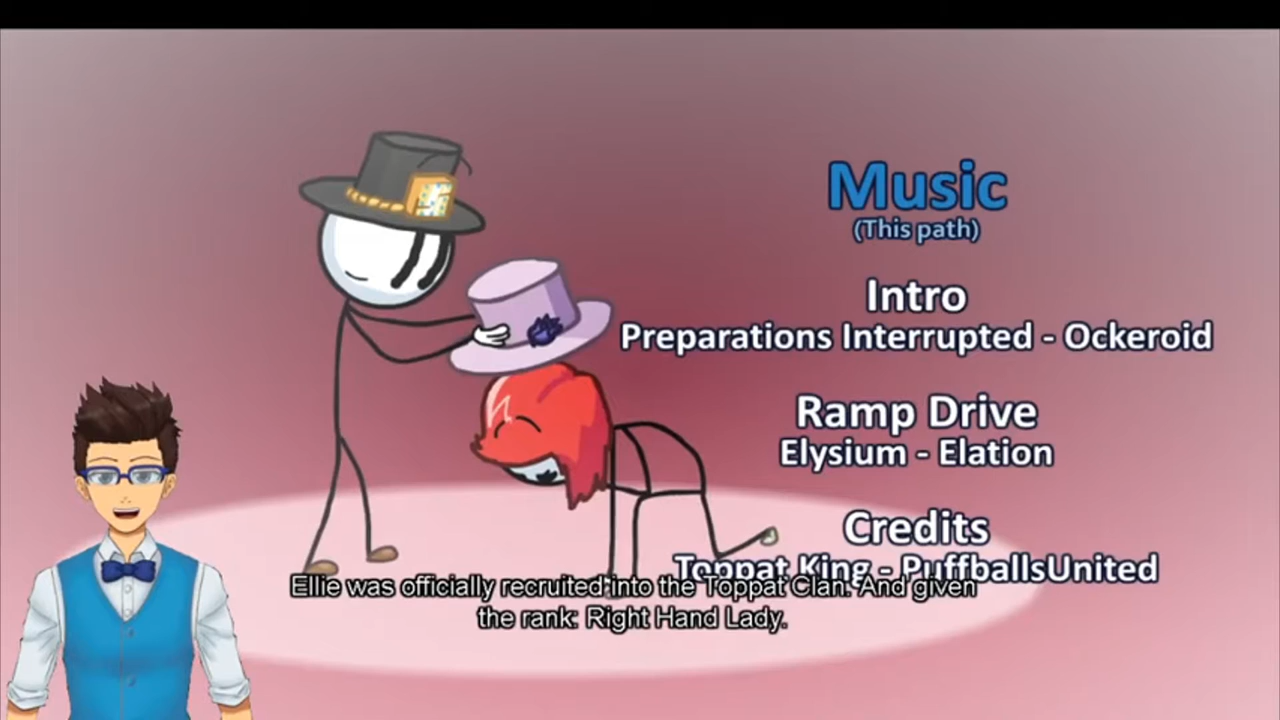 Music
(This path)
Intro
Preparations Interrupted - Ockeroid
Ramp Drive
Elysium - Elation
Credits
Toppat King - PuffballsUnited
Ellie was officially recruited into the Toppat Clan. And given
the rank: Right Hand Lady.